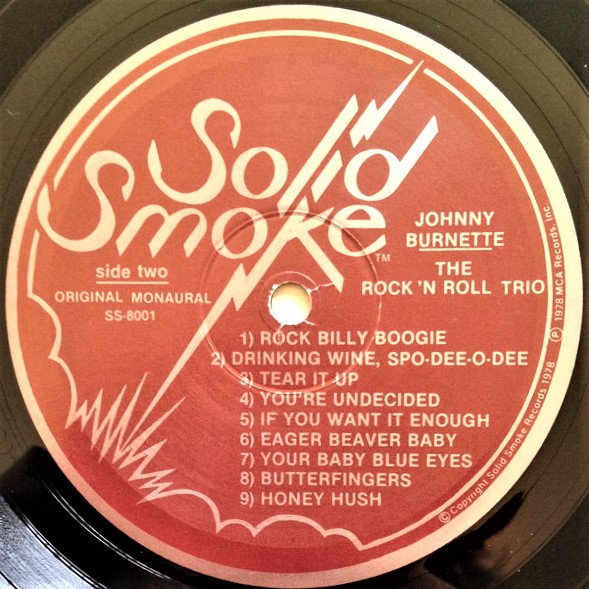 Solid
Smoke™
side two
ORIGINAL MONAURAL
SS-8001
JOHNNY
BURNETTE
THE
ROCK 'N ROLL TRIO
1) ROCK BILLY BOOGIE
2) DRINKING WINE, SPO-DEE-O-DEE
3) TEAR IT UP
4) YOU'RE UNDECIDED
5) IF YOU WANT IT ENOUGH
6) EAGER BEAVER BABY
7) YOUR BABY BLUE EYES
8) BUTTERFINGERS
9) HONEY HUSH
© Copyright Solid Smoke Records 1978
℗ 1978 MCA Records, Inc.